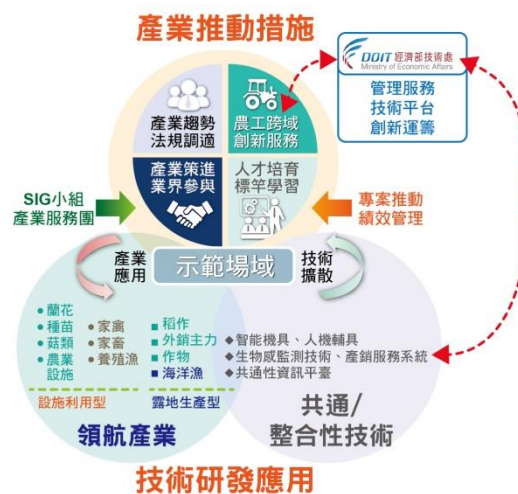 產業推動措施
DOIT 經濟部技術處
Ministry of Economic Affairs
管理服務
技術平台
創新運籌
產業趨勢
法規調適
農工跨域
創新服務
產業策進
業界參與
人才培育
標竿學習
SIG小組
產業服務團
專案推動
績效管理
產業
應用
示範場域
技術
擴散
蘭花
種苗
菇類
農業
設施
家禽
家畜
養殖漁
稻作
外銷主力
作物
海洋漁
智能機具、人機輔具
生物感監測技術、產銷服務系統
共通性資訊平臺
設施利用型
露地生產型
領航產業
共通/
整合性技術
技術研發應用